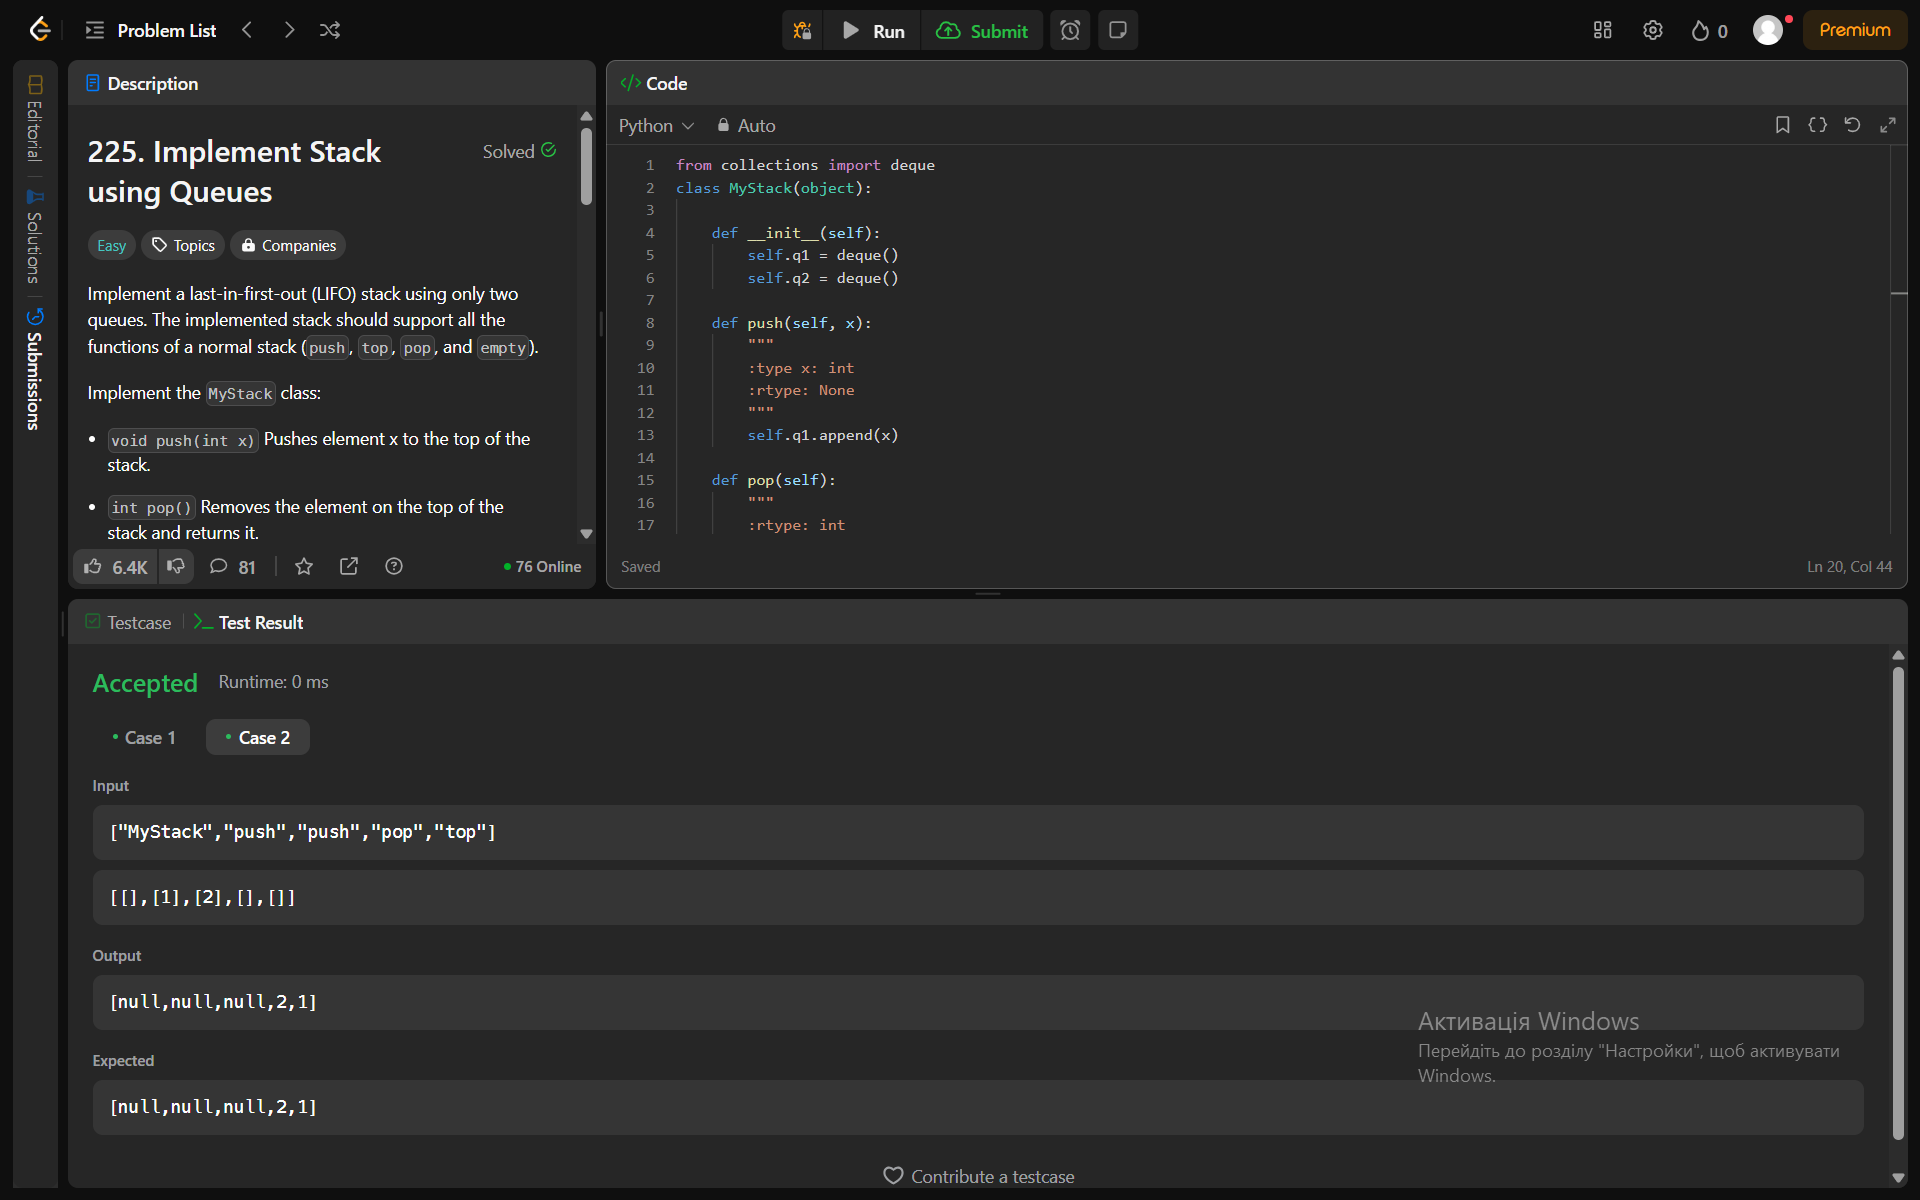 Problem List
Run
Submit
0
Premium
Editorial
Solutions
Submissions
Description
225. Implement Stack
using Queues
Solved
Easy
Topics
Companies
Implement a last-in-first-out (LIFO) stack using only two
queues. The implemented stack should support all the
functions of a normal stack (push, top, pop, and empty).
Implement the MyStack class:
• void push(int x) Pushes element x to the top of the
stack.
• int pop() Removes the element on the top of the
stack and returns it.
6.4K
81
76 Online
</> Code
Python
Auto
1 from collections import deque
2 class MyStack(object):
3
4 def __init__(self):
5 self.q1 = deque()
6 self.q2 = deque()
7
8 def push(self, x):
9 """
10 :type x: int
11 :rtype: None
12 """
13 self.q1.append(x)
14
15 def pop(self):
16 """
17 :rtype: int
Saved
Ln 20, Col 44
Testcase
Test Result
Accepted
Runtime: 0 ms
• Case 1
• Case 2
Input
["MyStack","push","push","pop","top"]
[[],[1],[2],[],[]]
Output
[null,null,null,2,1]
Expected
[null,null,null,2,1]
Активація Windows
Перейдіть до розділу "Настройки", щоб активувати
Windows.
Contribute a testcase